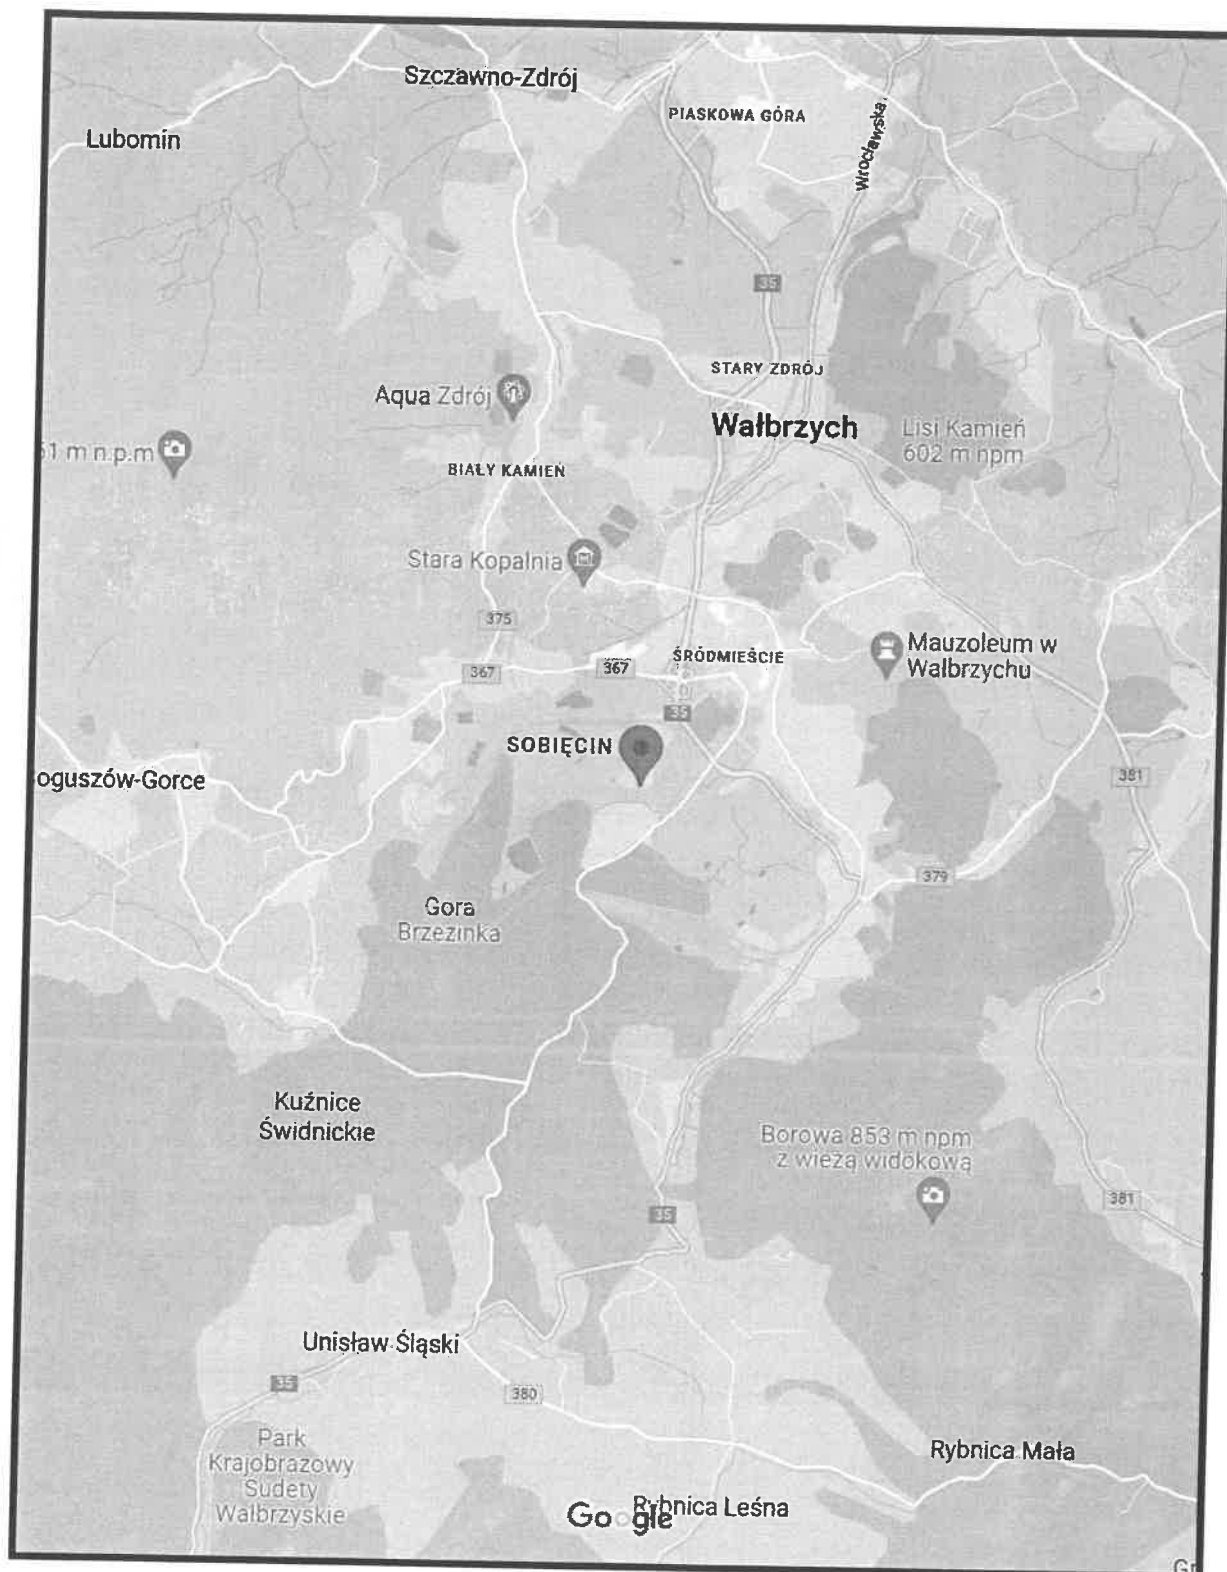 Szczawno-Zdrój
PIASKOWA GÓRA
Wrocławska
Lubomin
35
STARY ZDRÓJ
Aqua Zdrój
Wałbrzych
Lisi Kamień
602 m npm
51 m n.p.m
BIAŁY KAMIEŃ
Stara Kopalnia
375
ŚRÓDMIEŚCIE
Mauzoleum w
Wałbrzychu
367
367
35
SOBIĘCIN
oguszów-Gorce
381
379
Gora
Brzezinka
Kuźnice
Świdnickie
Borowa 853 m npm
z wieżą widokową
35
381
Unisław Śląski
35
380
Park
Krajobrazowy
Sudety
Wałbrzyskie
Rybnica Mała
Rybnica Leśna
Google
Gr